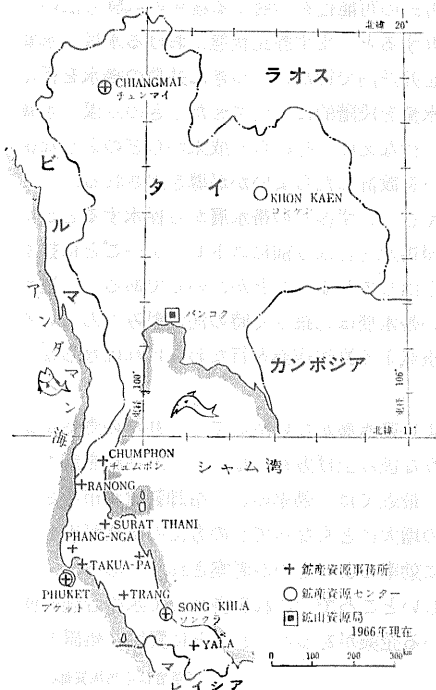 北緯 20°
ラオス
CHIANGMAI
チェンマイ
ビルマ
タイ
KHON KAEN
コンケン
バンコク
アンダマン海
カンボジア
東経 100°
東経 106°
北緯 11°
シャム湾
CHUMPHON
チュムポン
RANONG
SURAT THANI
PHANG-NGA
TAKUA-PA
PHUKET
プケット
TRANG
SONG KHLA
ソンクラ
YALA
マレイシア
+ 鉱産資源事務所
○ 鉱産資源センター
鉱山資源局
1966年現在
0 100 200 300km